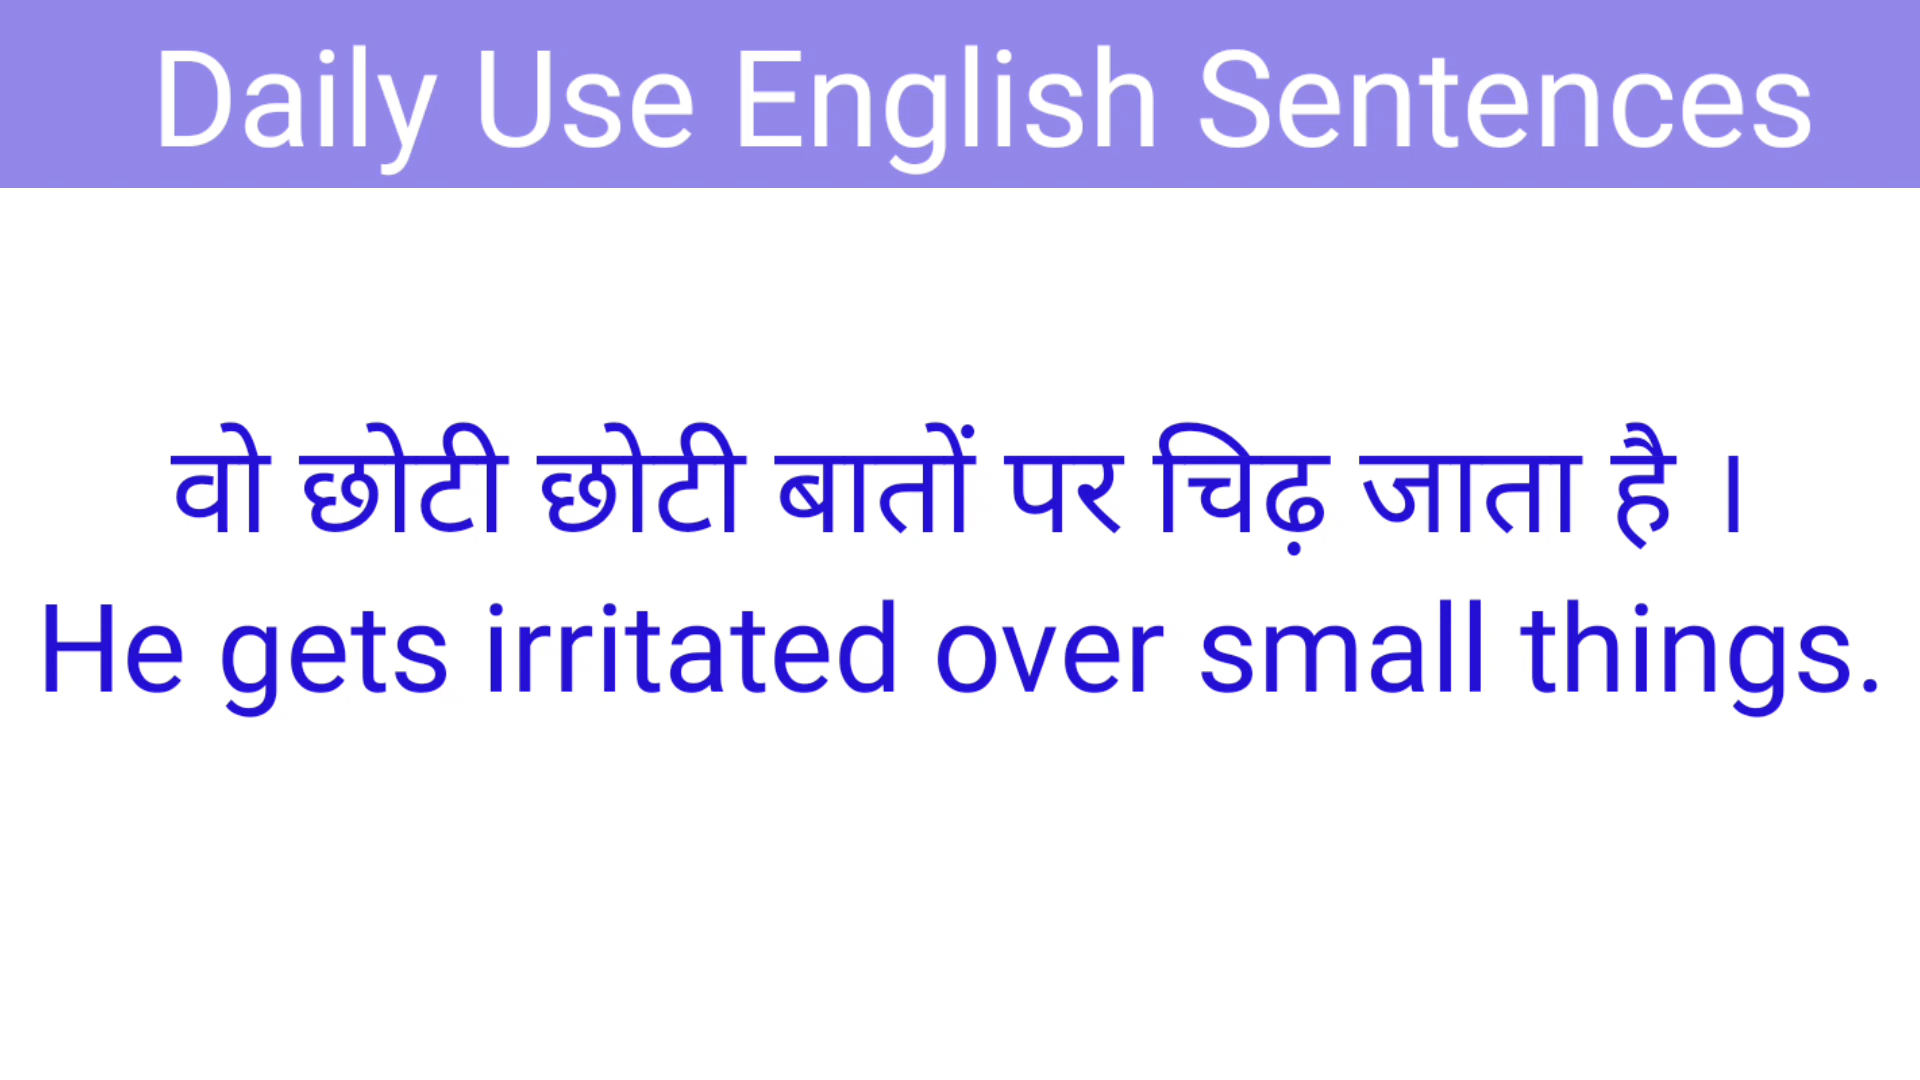 Daily Use English Sentences
वो छोटी छोटी बातों पर चिढ़ जाता है ।
He gets irritated over small things.